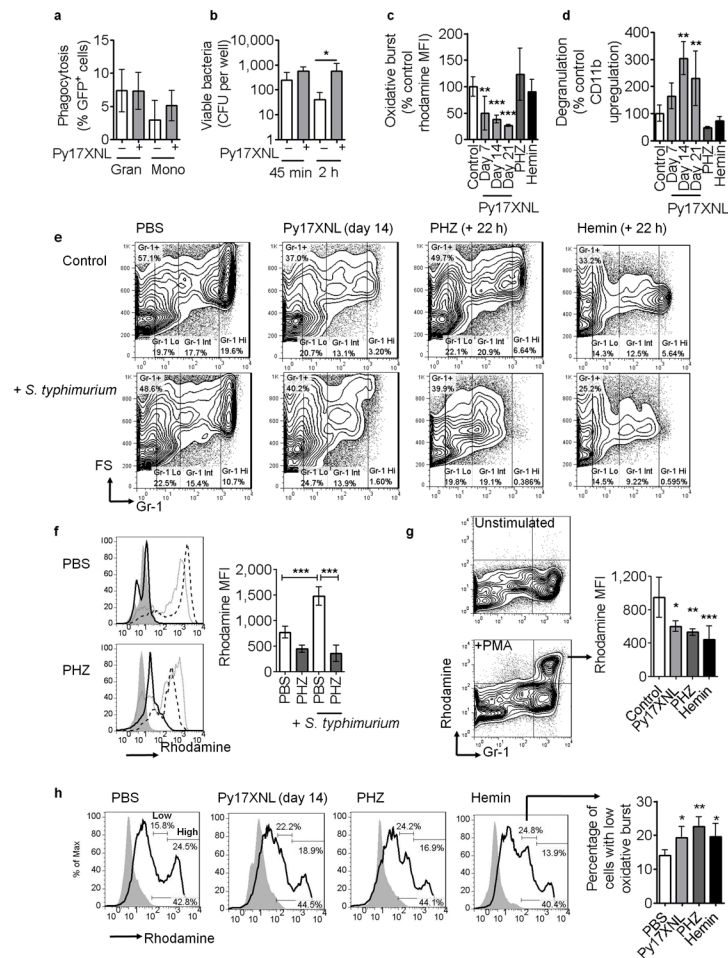 a
Phagocytosis
(% GFP+ cells)
15
10
5
0
Py17XNL
– + – +
Gran Mono
b
Viable bacteria
(CFU per well)
10,000
1,000
100
10
1
*
– + – +
45 min 2 h
c
Oxidative burst
(% control
rhodamine MFI)
200
150
100
50
0
** *** ***
Control
Day 7
Day 14
Day 21
PHZ
Hemin
Py17XNL
d
Degranulation
(% control
CD11b
upregulation)
400
300
200
100
0
** **
Control
Day 7
Day 14
Day 21
PHZ
Hemin
Py17XNL
e
PBS Py17XNL (day 14) PHZ (+ 22 h) Hemin (+ 22 h)
Control
Gr-1+
57.1%
Gr-1 Lo Gr-1 Int Gr-1 Hi
19.7% 17.7% 19.6%
Gr-1+
37.0%
Gr-1 Lo Gr-1 Int Gr-1 Hi
20.7% 13.1% 3.20%
Gr-1+
49.7%
Gr-1 Lo Gr-1 Int Gr-1 Hi
22.1% 20.9% 6.64%
Gr-1+
33.2%
Gr-1 Lo Gr-1 Int Gr-1 Hi
14.3% 12.5% 5.64%
+ S. typhimurium
Gr-1+
48.6%
Gr-1 Lo Gr-1 Int Gr-1 Hi
22.5% 15.4% 10.7%
Gr-1+
40.2%
Gr-1 Lo Gr-1 Int Gr-1 Hi
24.7% 13.9% 1.60%
Gr-1+
39.9%
Gr-1 Lo Gr-1 Int Gr-1 Hi
19.8% 19.1% 0.386%
Gr-1+
25.2%
Gr-1 Lo Gr-1 Int Gr-1 Hi
14.5% 9.22% 0.595%
FS
Gr-1
f
PBS
100
80
60
40
20
0
PHZ
100
80
60
40
20
0
Rhodamine
Rhodamine MFI
2,000
1,500
1,000
500
0
*** ***
PBS
PHZ
PBS
PHZ
+ S. typhimurium
g
Unstimulated
+PMA
Rhodamine
Gr-1
Rhodamine MFI
1,200
800
400
0
* ** ***
Control
Py17XNL
PHZ
Hemin
h
PBS Py17XNL (day 14) PHZ Hemin
% of Max
100
80
60
40
20
0
Low
15.8%
High
24.5%
42.8%
22.2%
18.9%
44.5%
24.2%
16.9%
44.1%
24.8%
13.9%
40.4%
Rhodamine
Percentage of
cells with low
oxidative burst
30
20
10
0
* ** *
PBS
Py17XNL
PHZ
Hemin